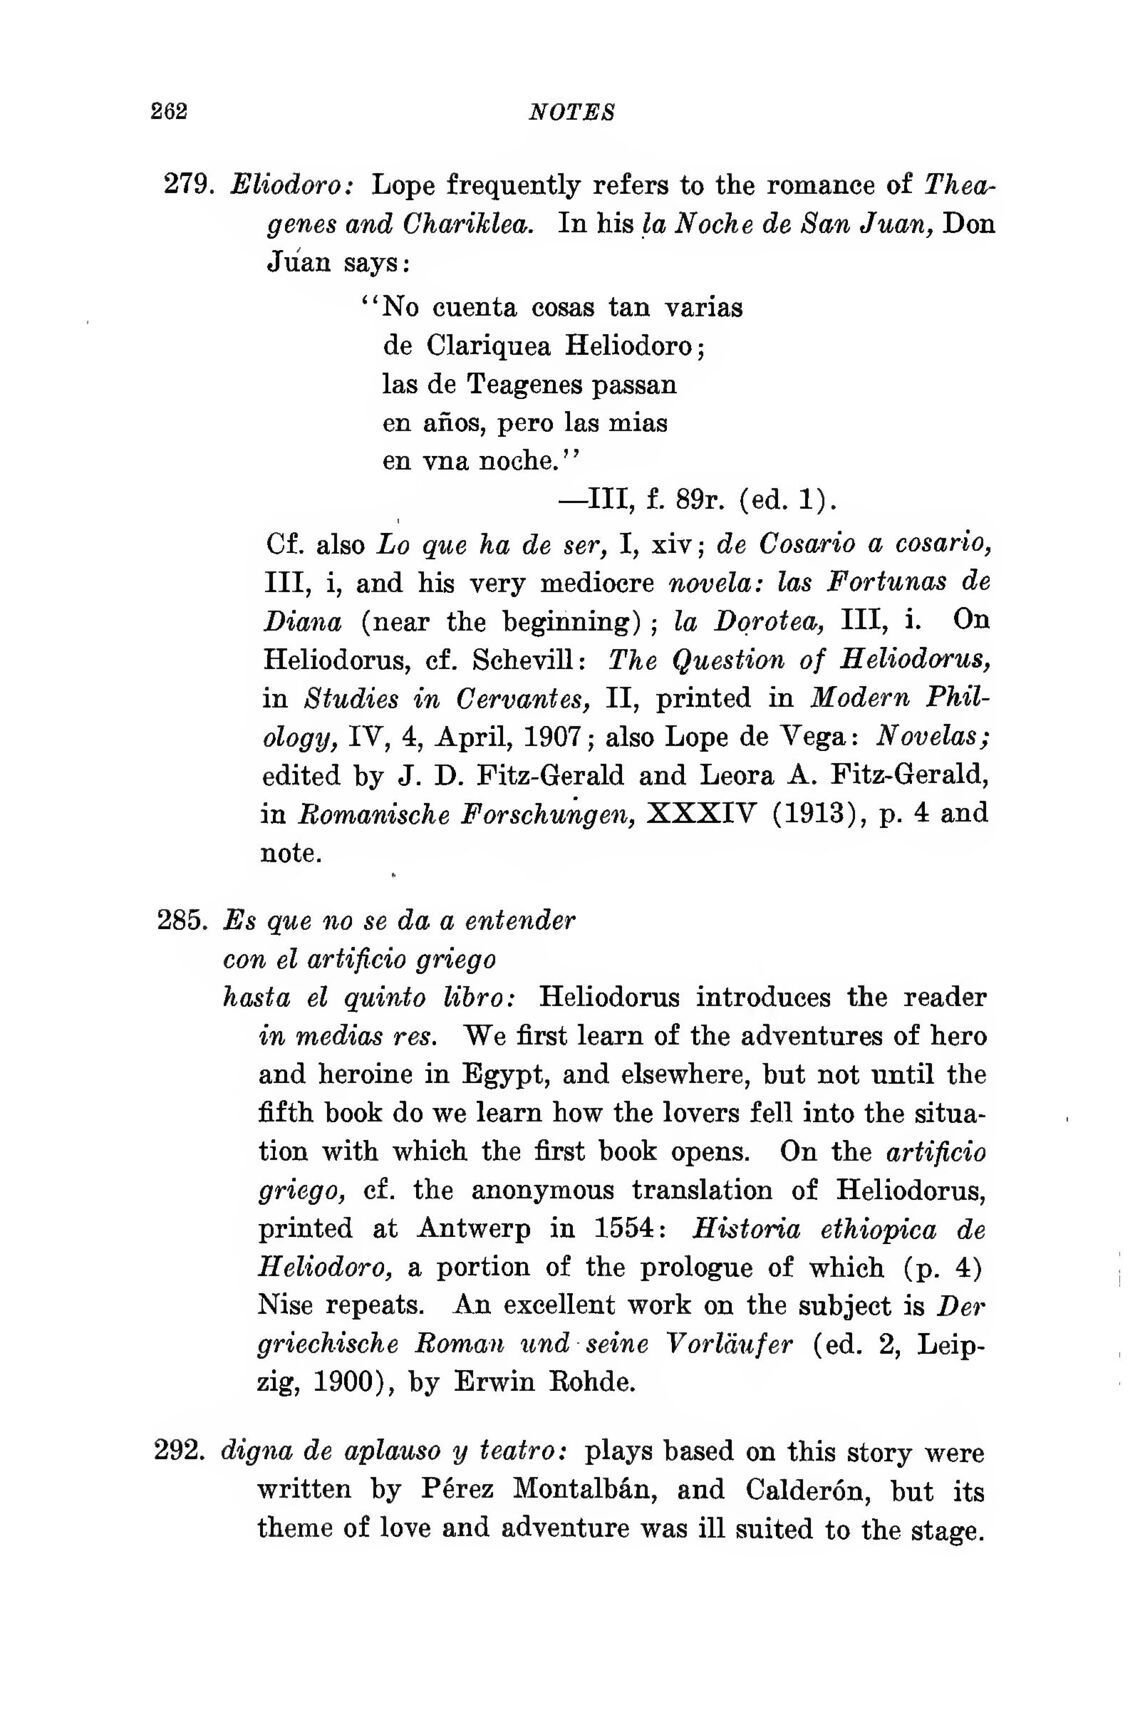 262 NOTES
279. Eliodoro: Lope frequently refers to the romance of Thea-
genes and Chariklea. In his la Noche de San Juan, Don
Juan says:
“No cuenta cosas tan varias
de Clariquea Heliodoro;
las de Teagenes passan
en años, pero las mias
en vna noche.”
—III, f. 89r. (ed. 1).
Cf. also Lo que ha de ser, I, xiv; de Cosario a cosario,
III, i, and his very mediocre novela: las Fortunas de
Diana (near the beginning); la Dorotea, III, i. On
Heliodorus, cf. Schevill: The Question of Heliodorus,
in Studies in Cervantes, II, printed in Modern Phil-
ology, IV, 4, April, 1907; also Lope de Vega: Novelas;
edited by J. D. Fitz-Gerald and Leora A. Fitz-Gerald,
in Romanische Forschungen, XXXIV (1913), p. 4 and
note.
285. Es que no se da a entender
con el artificio griego
hasta el quinto libro: Heliodorus introduces the reader
in medias res. We first learn of the adventures of hero
and heroine in Egypt, and elsewhere, but not until the
fifth book do we learn how the lovers fell into the situa-
tion with which the first book opens. On the artificio
griego, cf. the anonymous translation of Heliodorus,
printed at Antwerp in 1554: Historia ethiopica de
Heliodoro, a portion of the prologue of which (p. 4)
Nise repeats. An excellent work on the subject is Der
griechische Roman und seine Vorläufer (ed. 2, Leip-
zig, 1900), by Erwin Rohde.
292. digna de aplauso y teatro: plays based on this story were
written by Pérez Montalbán, and Calderón, but its
theme of love and adventure was ill suited to the stage.